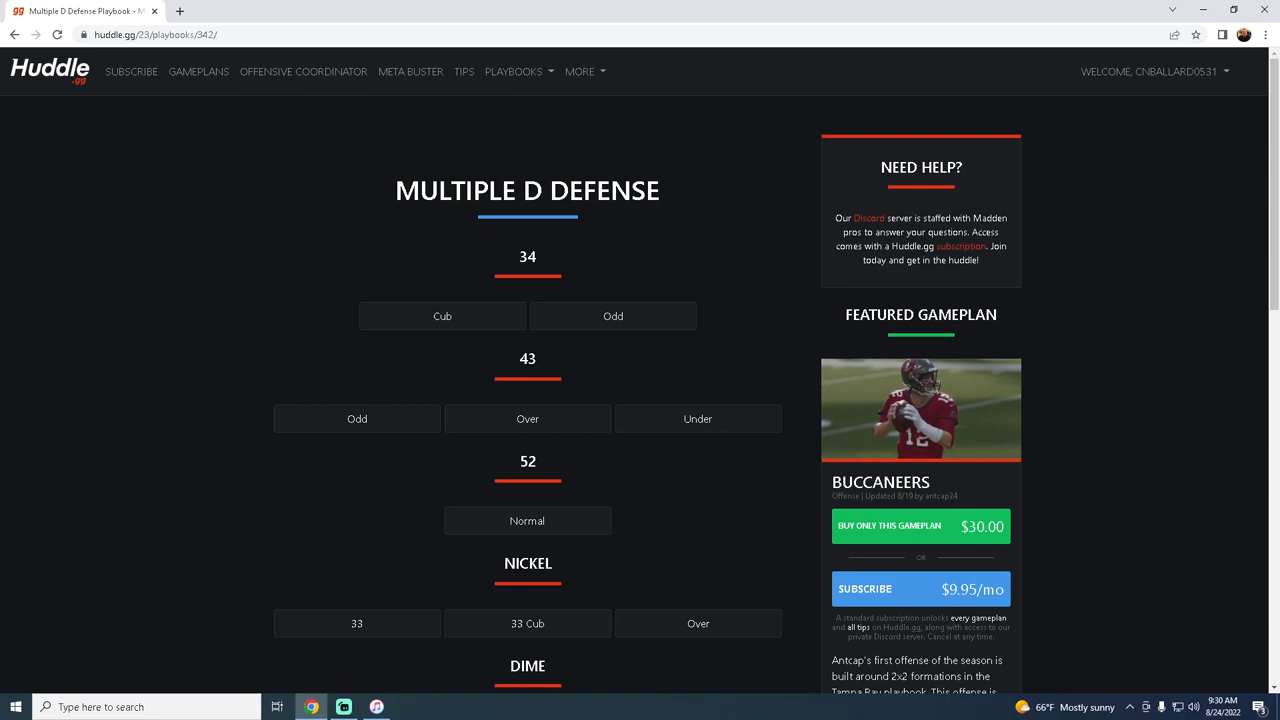 gg Multiple D Defense Playbook - M
huddle.gg/23/playbooks/342/
Huddle
.gg
SUBSCRIBE GAMEPLANS OFFENSIVE COORDINATOR META BUSTER TIPS PLAYBOOKS MORE WELCOME, CNBALLARD0531
MULTIPLE D DEFENSE
34
Cub Odd
43
Odd Over Under
52
Normal
NICKEL
33 33 Cub Over
DIME
NEED HELP?
Our Discord server is staffed with Madden
pros to answer your questions. Access
comes with a Huddle.gg subscription. Join
today and get in the huddle!
FEATURED GAMEPLAN
12
BUCCANEERS
Offense | Updated 8/19 by antcap24
BUY ONLY THIS GAMEPLAN $30.00
OR
SUBSCRIBE $9.95/mo
A standard subscription unlocks every gameplan
and all tips on Huddle.gg, along with access to our
private Discord server. Cancel at any time.
Antcap's first offense of the season is
built around 2x2 formations in the
Tampa Bay playbook. This offense is
Type here to search
66°F Mostly sunny
9:30 AM
8/24/2022
3